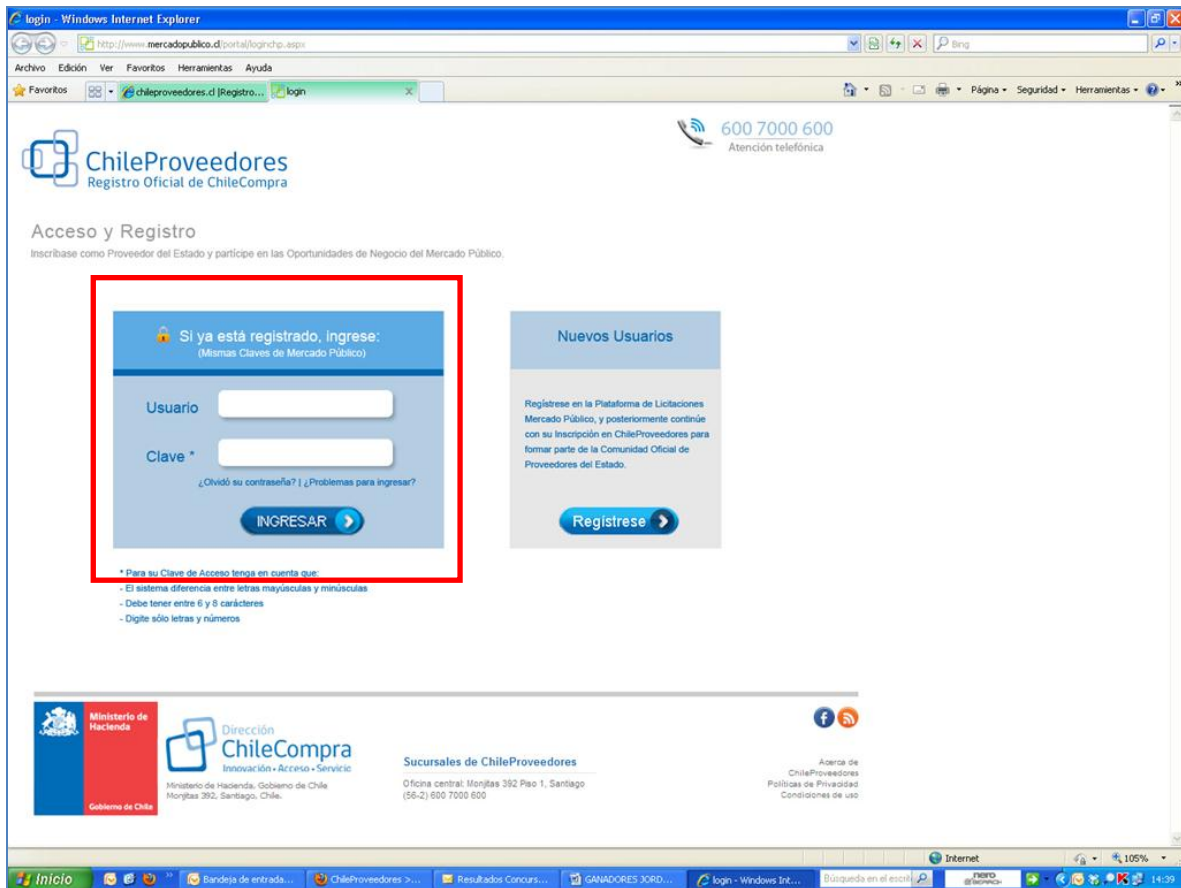 login - Windows Internet Explorer
http://www.mercadopublico.cl/portal/loginchp.aspx
Bing
Archivo Edición Ver Favoritos Herramientas Ayuda
Favoritos
chileproveedores.cl |Registro...
login
Página
Seguridad
Herramientas
ChileProveedores
Registro Oficial de ChileCompra
600 7000 600
Atención telefónica
Acceso y Registro
Inscríbase como Proveedor del Estado y participe en las Oportunidades de Negocio del Mercado Público.
Si ya está registrado, ingrese:
(Mismas Claves de Mercado Público)
Usuario
Clave *
¿Olvidó su contraseña? | ¿Problemas para ingresar?
INGRESAR
Nuevos Usuarios
Regístrese en la Plataforma de Licitaciones
Mercado Público, y posteriormente continúe
con su Inscripción en ChileProveedores para
formar parte de la Comunidad Oficial de
Proveedores del Estado.
Regístrese
* Para su Clave de Acceso tenga en cuenta que:
- El sistema diferencia entre letras mayúsculas y minúsculas
- Debe tener entre 6 y 8 carácteres
- Digite sólo letras y números
Ministerio de
Hacienda
Gobierno de Chile
Dirección
ChileCompra
Innovación • Acceso • Servicio
Ministerio de Hacienda, Gobierno de Chile
Monjitas 392, Santiago, Chile.
Sucursales de ChileProveedores
Oficina central: Monjitas 392 Piso 1, Santiago
(56-2) 600 7000 600
Acerca de
ChileProveedores
Políticas de Privacidad
Condiciones de uso
Internet
105%
Inicio
Bandeja de entrada...
ChileProveedores >...
Resultados Concurs...
GANADORES JORD...
login - Windows Int...
Búsqueda en el escrit
nero
14:39